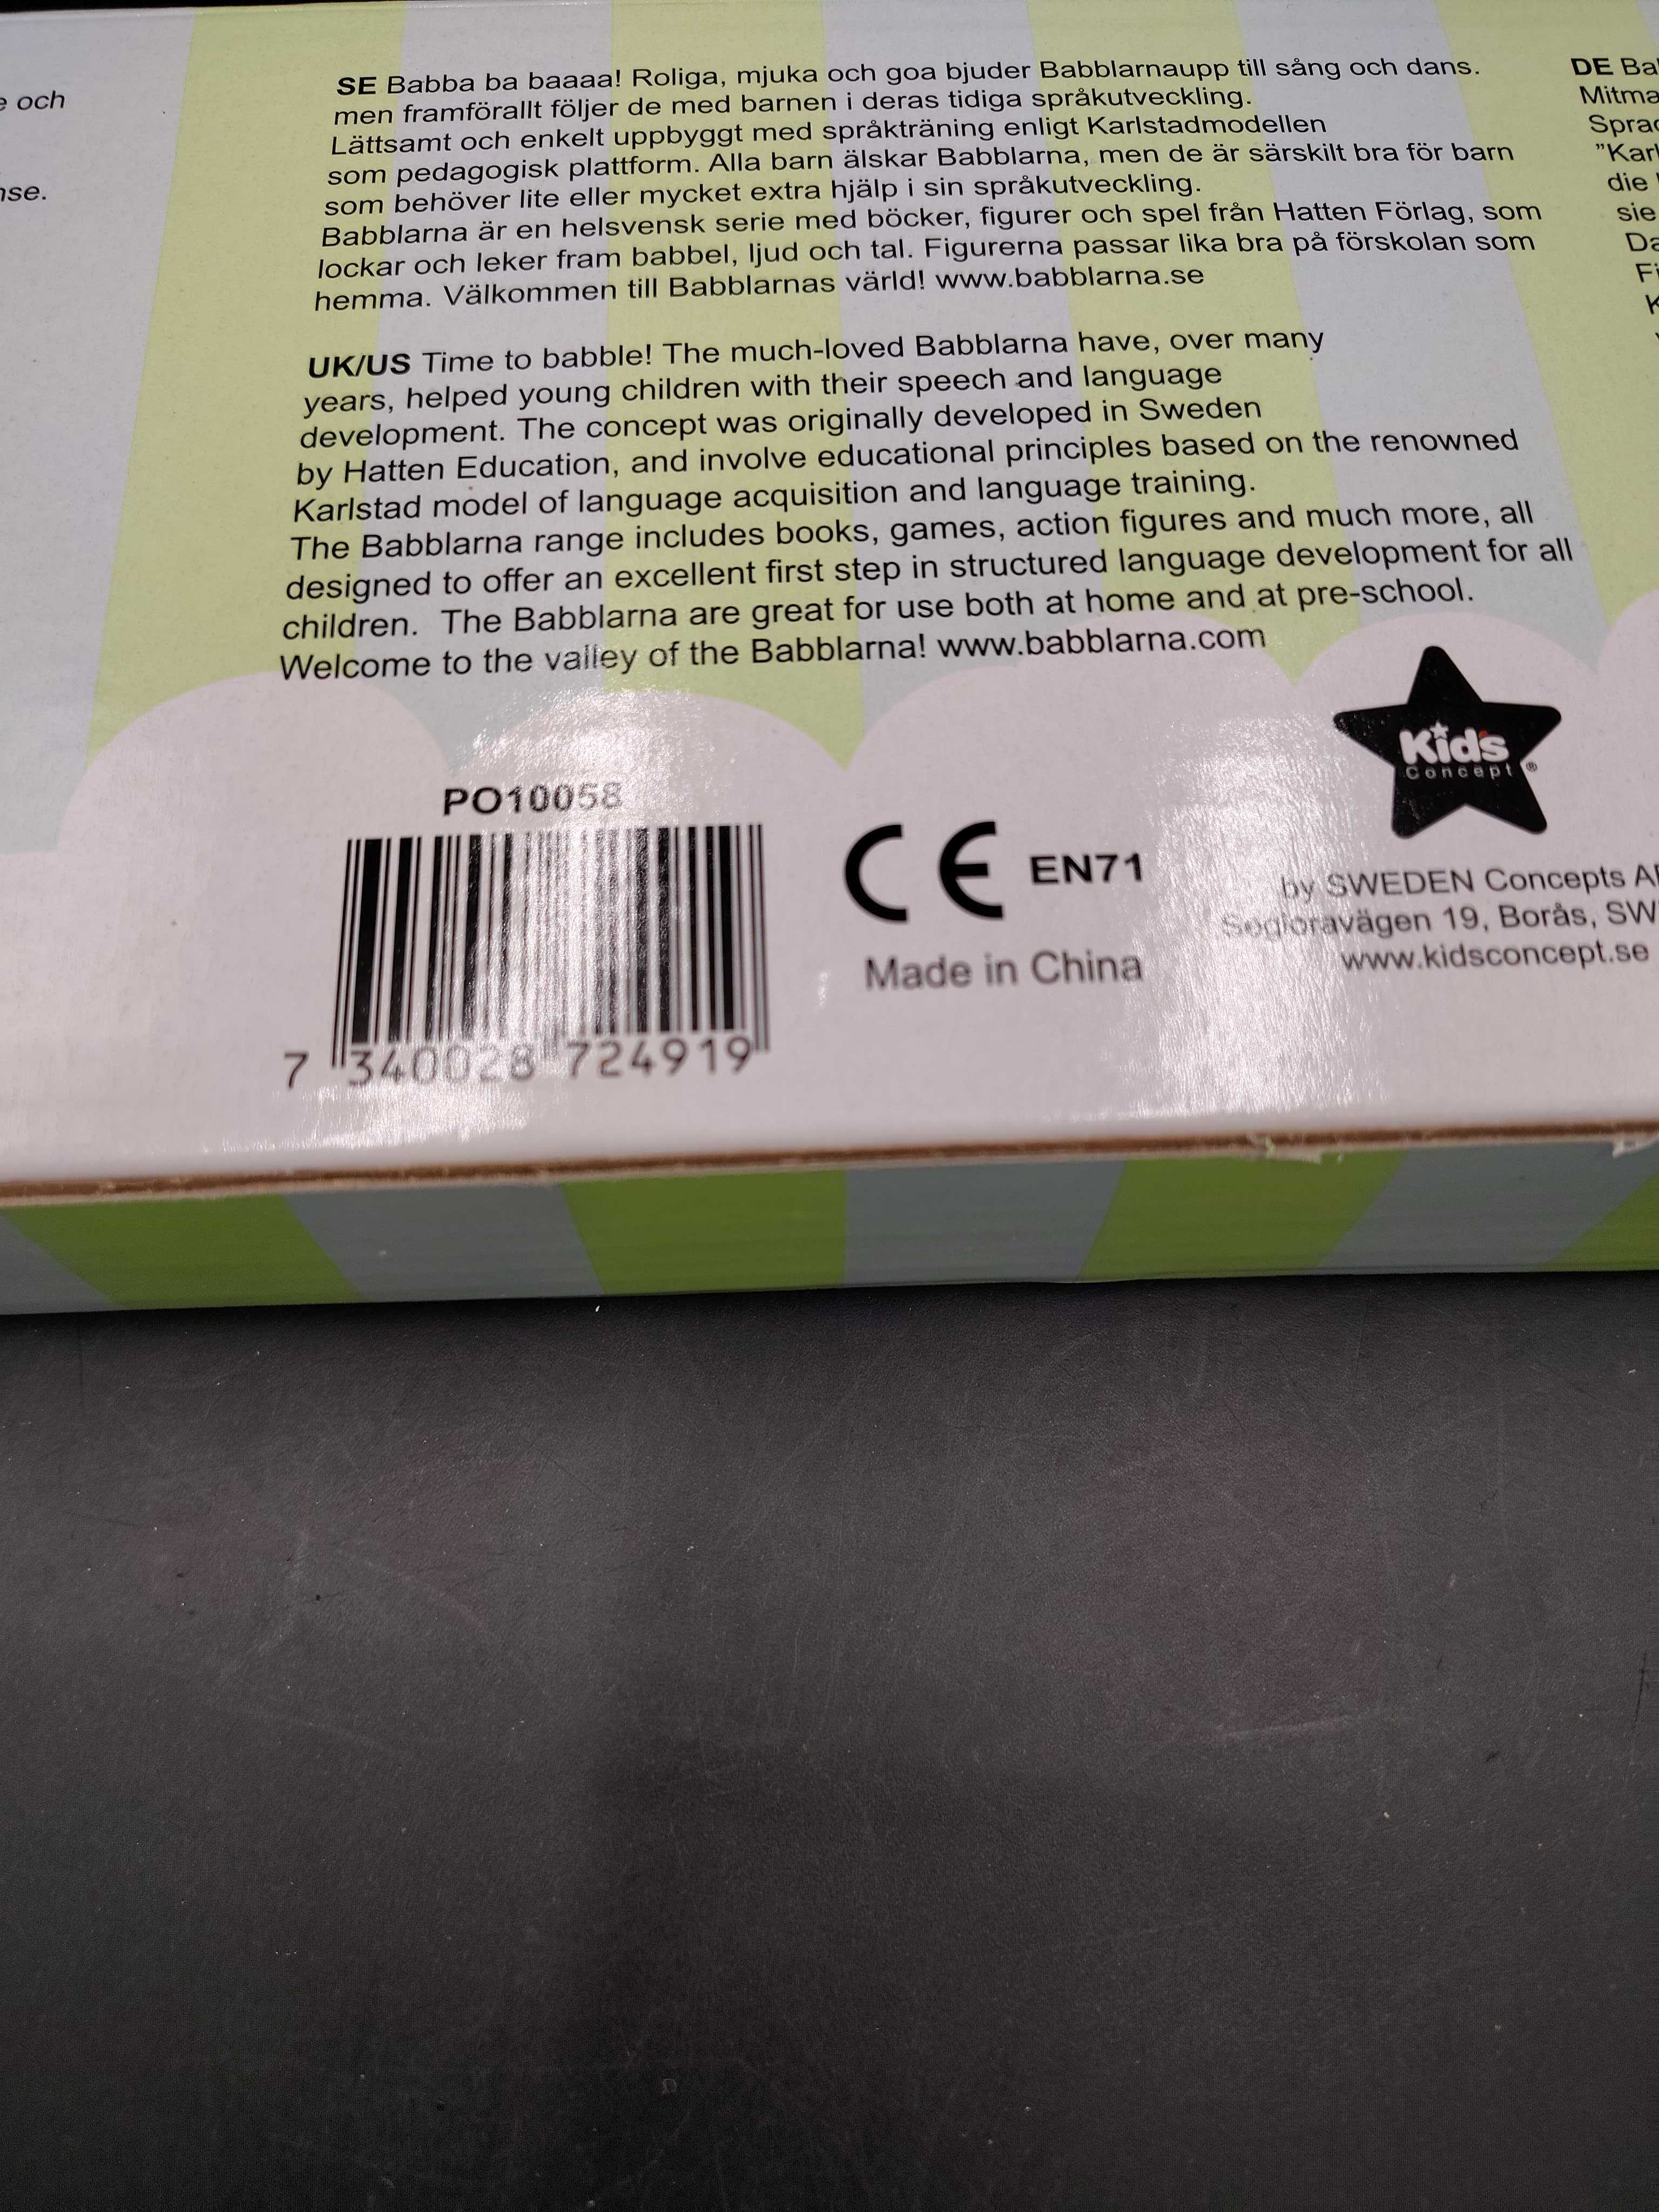 e och
nse.
SE Babba ba baaaa! Roliga, mjuka och goa bjuder Babblarnaupp till sång och dans.
men framförallt följer de med barnen i deras tidiga språkutveckling.
Lättsamt och enkelt uppbyggt med språkträning enligt Karlstadmodellen
som pedagogisk plattform. Alla barn älskar Babblarna, men de är särskilt bra för barn
som behöver lite eller mycket extra hjälp i sin språkutveckling.
Babblarna är en helsvensk serie med böcker, figurer och spel från Hatten Förlag, som
lockar och leker fram babbel, ljud och tal. Figurerna passar lika bra på förskolan som
hemma. Välkommen till Babblarnas värld! www.babblarna.se
UK/US Time to babble! The much-loved Babblarna have, over many
years, helped young children with their speech and language
development. The concept was originally developed in Sweden
by Hatten Education, and involve educational principles based on the renowned
Karlstad model of language acquisition and language training.
The Babblarna range includes books, games, action figures and much more, all
designed to offer an excellent first step in structured language development for all
children. The Babblarna are great for use both at home and at pre-school.
Welcome to the valley of the Babblarna! www.babblarna.com
DE Ba
Mitma
Sprac
"Karl
die
sie
Da
Fi
K
PO10058
7 340028 724919
CE EN71
Made in China
Kid's
Concept ®
by SWEDEN Concepts A
Segloravägen 19, Borås, SW
www.kidsconcept.se